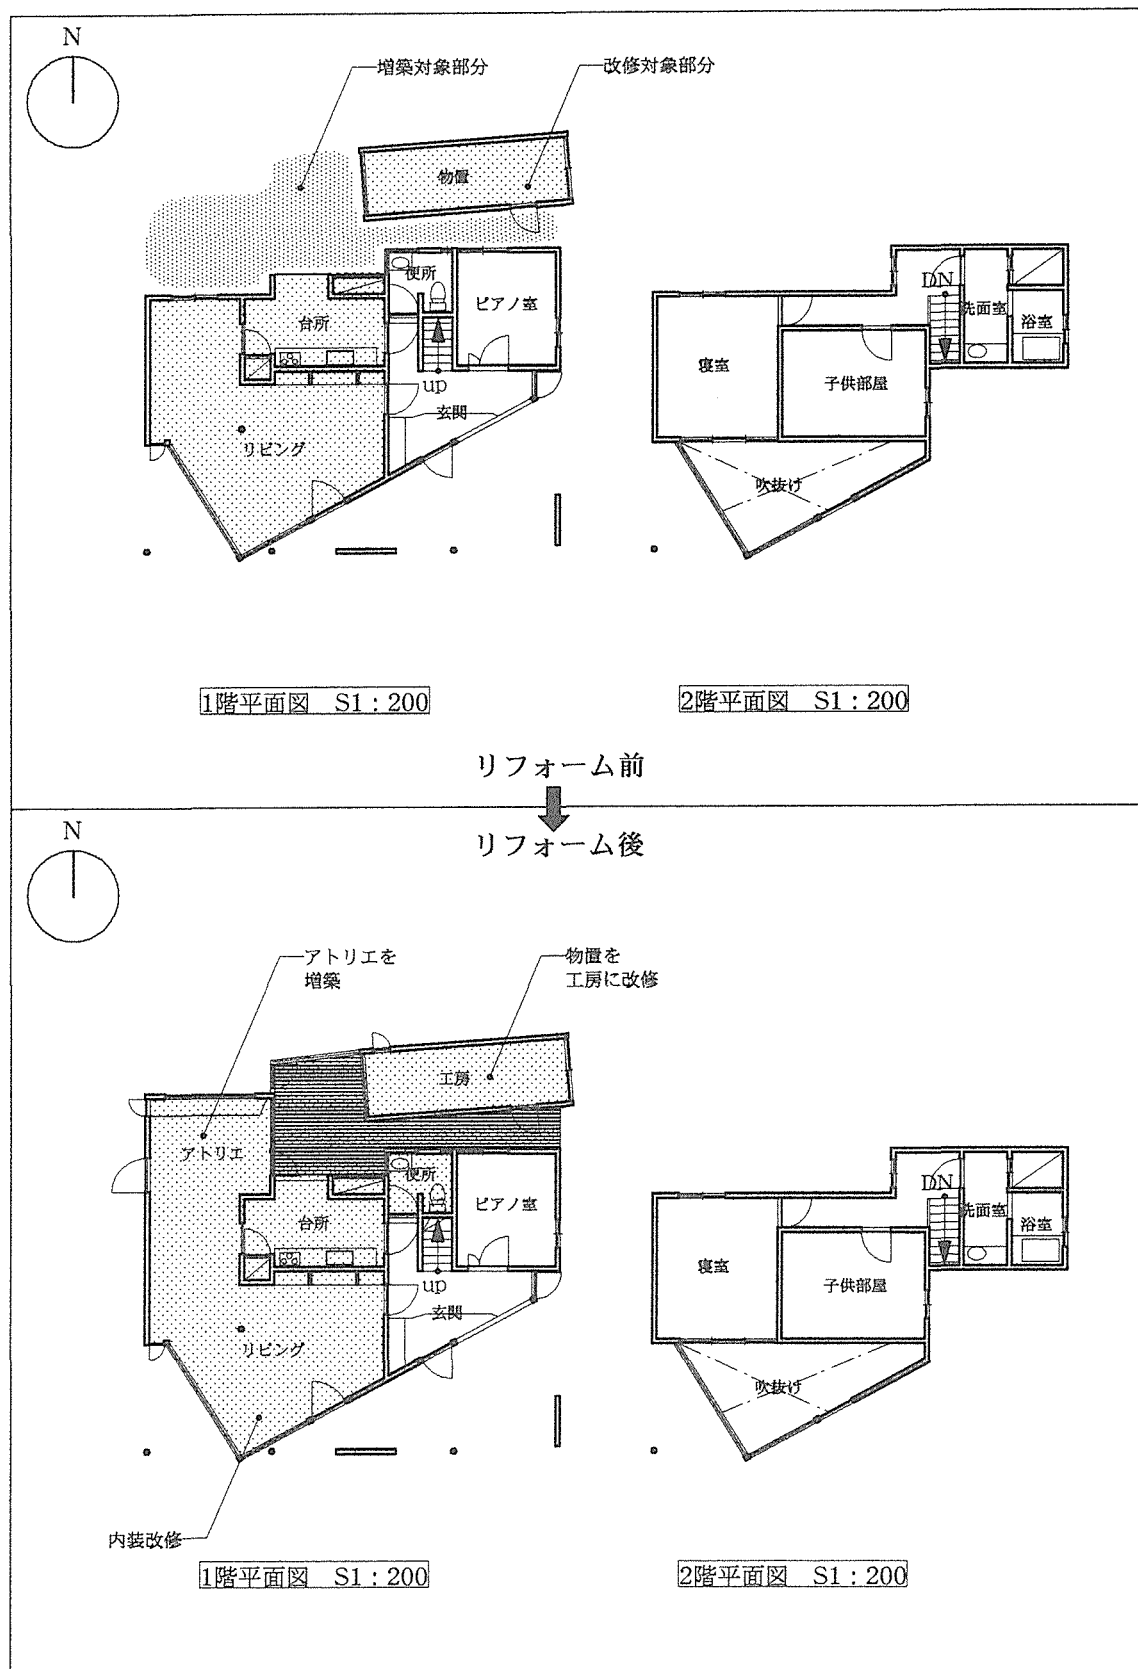 N
増築対象部分
改修対象部分
物置
便所
ピアノ室
台所
up
玄関
リビング
DN
洗面室
浴室
寝室
子供部屋
吹抜け
1階平面図 S1:200
2階平面図 S1:200
リフォーム前
リフォーム後
N
アトリエを
増築
物置を
工房に改修
工房
アトリエ
便所
ピアノ室
台所
up
玄関
リビング
DN
洗面室
浴室
寝室
子供部屋
吹抜け
内装改修
1階平面図 S1:200
2階平面図 S1:200